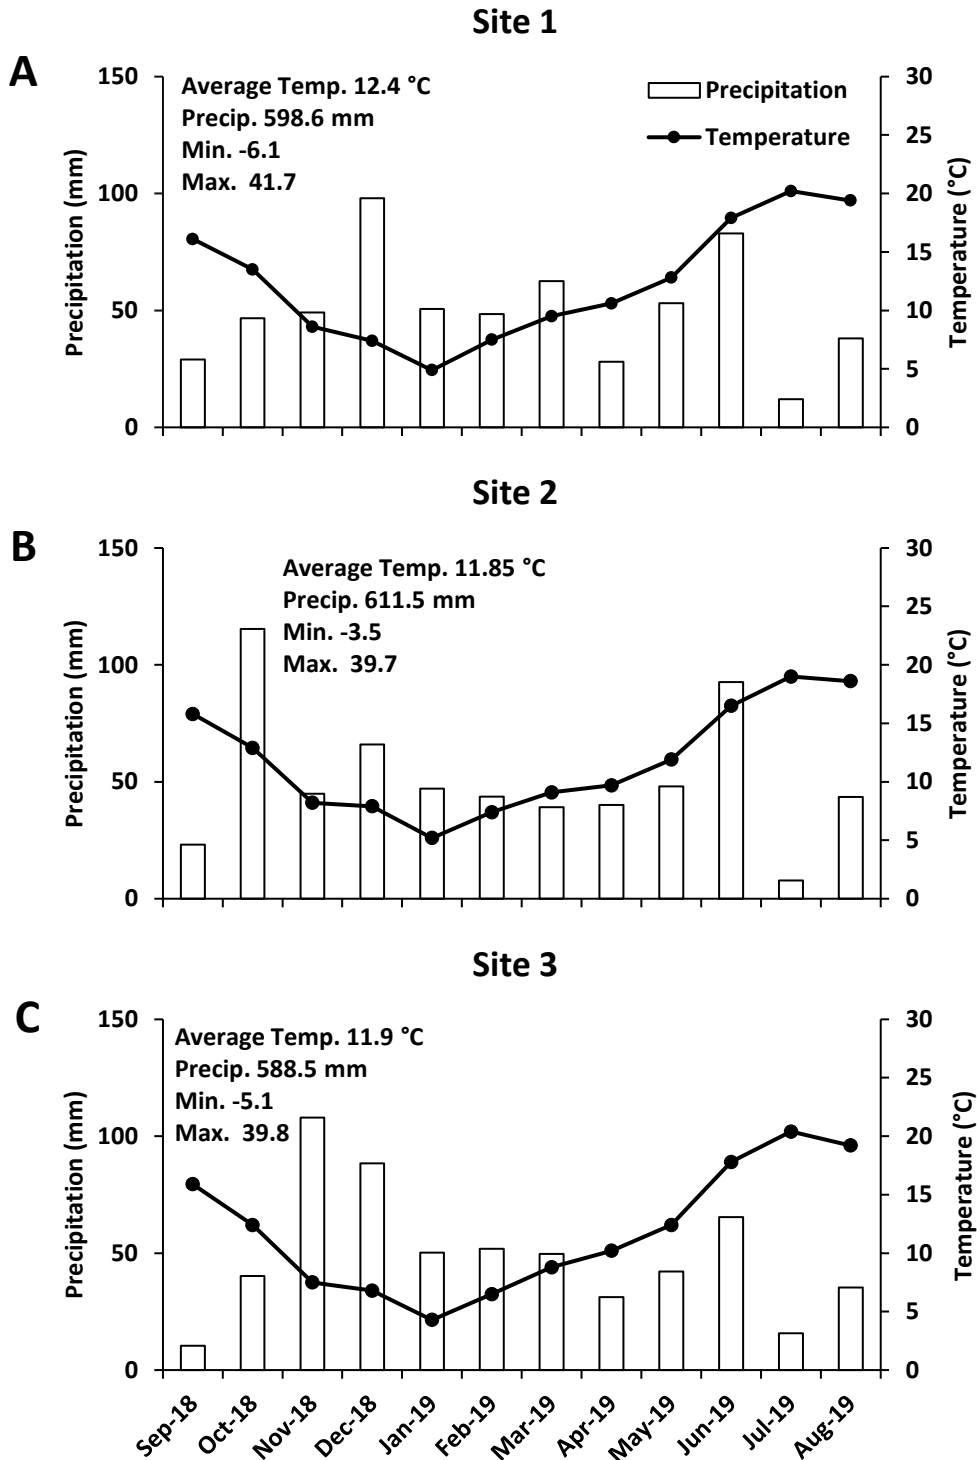 Site 1
A
150
100
50
0
Precipitation (mm)
Average Temp. 12.4 °C
Precip. 598.6 mm
Min. -6.1
Max. 41.7
Precipitation
Temperature
30
25
20
15
10
5
0
Temperature (°C)
Site 2
B
150
100
50
0
Precipitation (mm)
Average Temp. 11.85 °C
Precip. 611.5 mm
Min. -3.5
Max. 39.7
30
25
20
15
10
5
0
Temperature (°C)
Site 3
C
150
100
50
0
Precipitation (mm)
Average Temp. 11.9 °C
Precip. 588.5 mm
Min. -5.1
Max. 39.8
30
25
20
15
10
5
0
Temperature (°C)
Sep-18
Oct-18
Nov-18
Dec-18
Jan-19
Feb-19
Mar-19
Apr-19
May-19
Jun-19
Jul-19
Aug-19